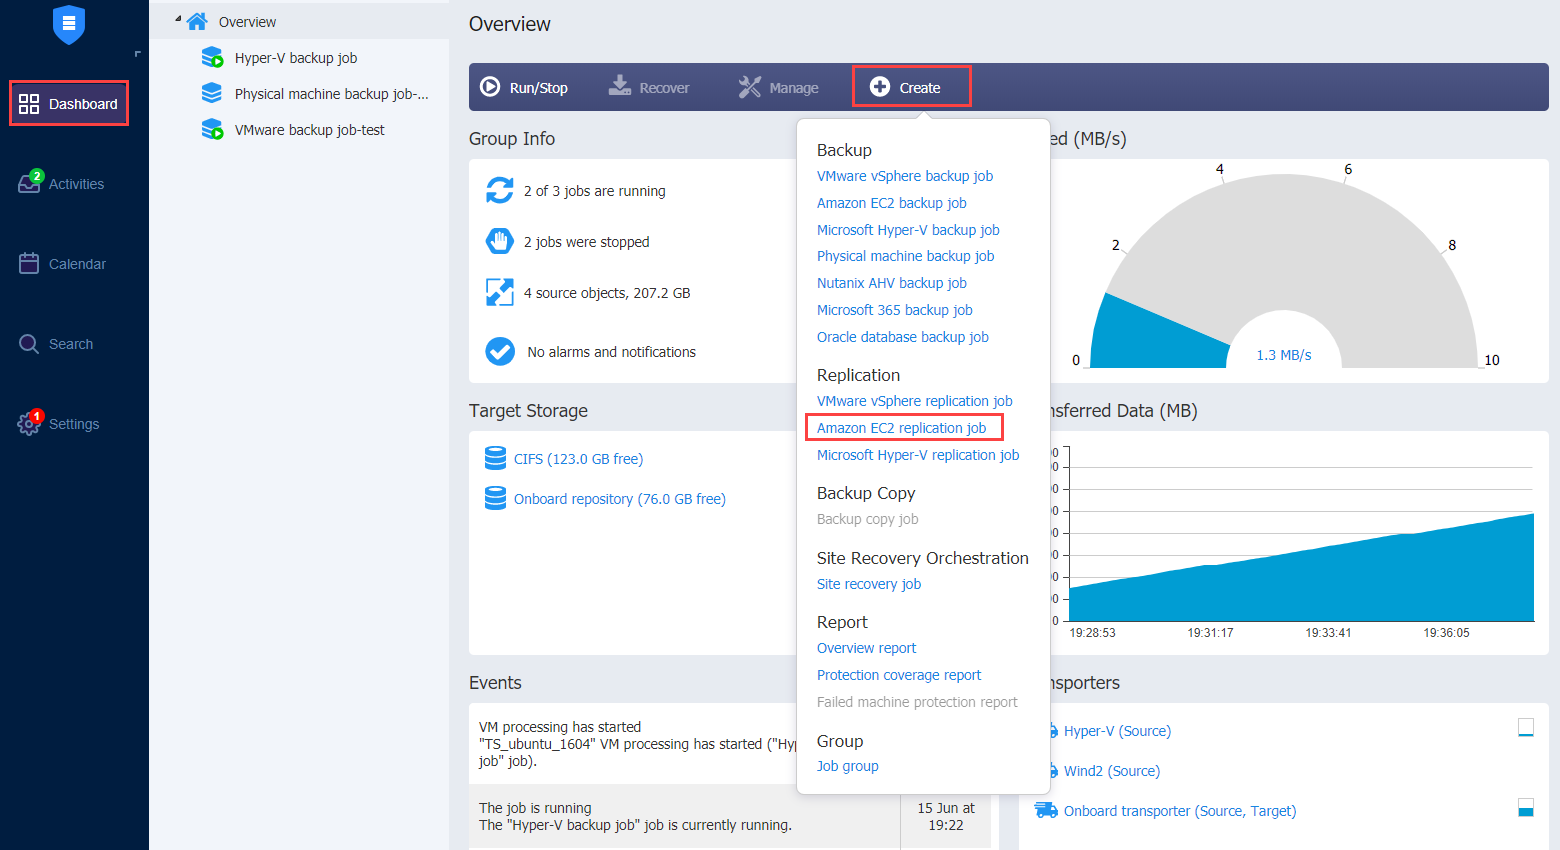 Dashboard
2
Activities
Calendar
Search
1
Settings
Overview
Hyper-V backup job
Physical machine backup job-...
VMware backup job-test
Overview
Run/Stop
Recover
Manage
Create
Group Info
2 of 3 jobs are running
2 jobs were stopped
4 source objects, 207.2 GB
No alarms and notifications
Target Storage
CIFS (123.0 GB free)
Onboard repository (76.0 GB free)
Events
VM processing has started
"TS_ubuntu_1604" VM processing has started ("Hyp
job" job).
The job is running
The "Hyper-V backup job" job is currently running.
15 Jun at
19:22
Backup
VMware vSphere backup job
Amazon EC2 backup job
Microsoft Hyper-V backup job
Physical machine backup job
Nutanix AHV backup job
Microsoft 365 backup job
Oracle database backup job
Replication
VMware vSphere replication job
Amazon EC2 replication job
Microsoft Hyper-V replication job
Backup Copy
Backup copy job
Site Recovery Orchestration
Site recovery job
Report
Overview report
Protection coverage report
Failed machine protection report
Group
Job group
ed (MB/s)
0
2
4
6
8
10
1.3 MB/s
nsferred Data (MB)
00
00
00
00
00
00
00
00
0
19:28:53
19:31:17
19:33:41
19:36:05
nsporters
Hyper-V (Source)
Wind2 (Source)
Onboard transporter (Source, Target)